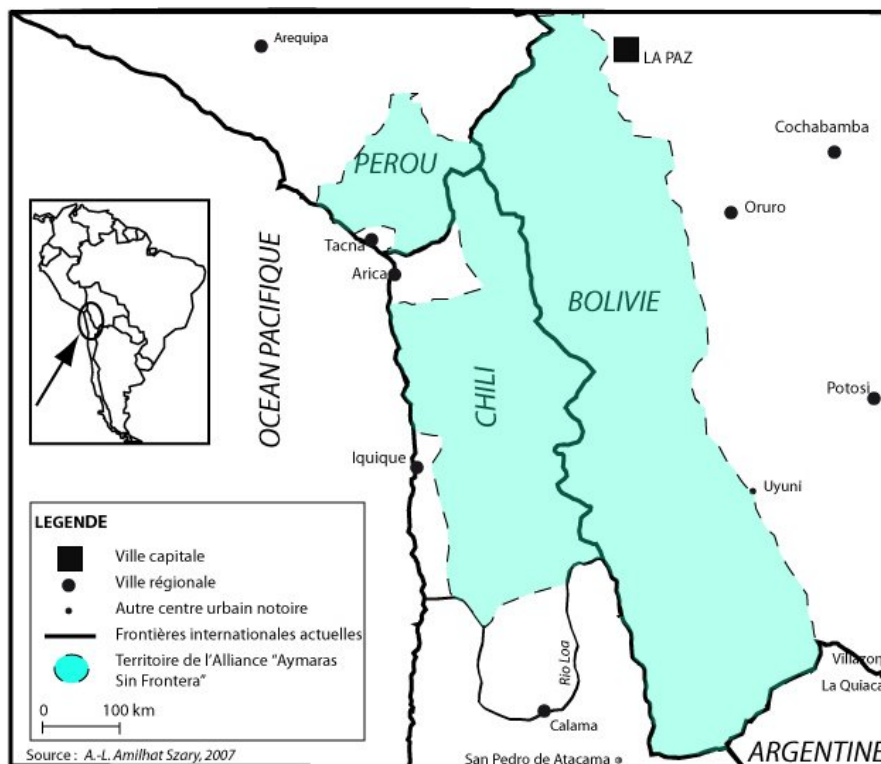 Arequipa
LA PAZ
Cochabamba
PEROU
Oruro
Tacna
Arica
OCEAN PACIFIQUE
BOLIVIE
CHILI
Potosi
Iquique
Uyuni
LEGENDE
Ville capitale
Ville régionale
Autre centre urbain notoire
Frontières internationales actuelles
Territoire de l'Alliance "Aymaras
Sin Frontera"
0 100 km
Rio Loa
Villazon
La Quiaca
Calama
San Pedro de Atacama
ARGENTINE
Source : A.-L. Amilhat Szary, 2007